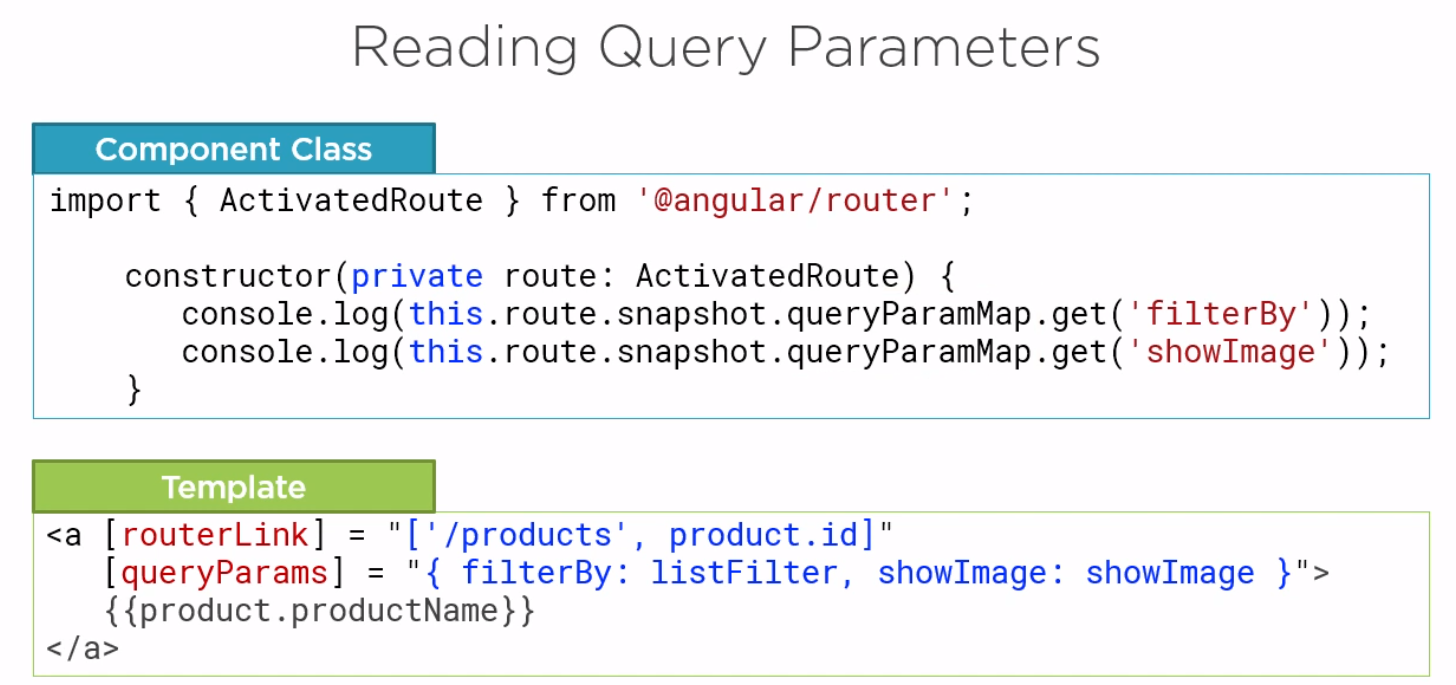 Reading Query Parameters
Component Class
import { ActivatedRoute } from '@angular/router';
constructor(private route: ActivatedRoute) {
console.log(this.route.snapshot.queryParamMap.get('filterBy'));
console.log(this.route.snapshot.queryParamMap.get('showImage'));
}
Template
<a [routerLink] = "['/products', product.id]"
[queryParams] = "{ filterBy: listFilter, showImage: showImage }">
{{product.productName}}
</a>